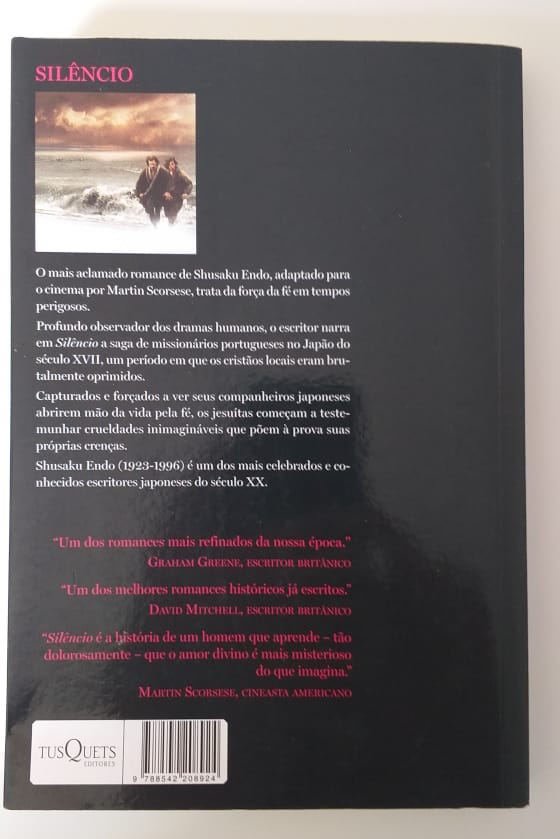 SILÊNCIO
O mais aclamado romance de Shusaku Endo, adaptado para
o cinema por Martin Scorsese, trata da força da fé em tempos
perigosos.
Profundo observador dos dramas humanos, o escritor narra
em Silêncio a saga de missionários portugueses no Japão do
século XVII, um período em que os cristãos locais eram bru-
talmente oprimidos.
Capturados e forçados a ver seus companheiros japoneses
abrirem mão da vida pela fé, os jesuítas começam a teste-
munhar crueldades inimagináveis que põem à prova suas
próprias crenças.
Shusaku Endo (1923-1996) é um dos mais celebrados e co-
nhecidos escritores japoneses do século XX.
“Um dos romances mais refinados da nossa época.”
GRAHAM GREENE, ESCRITOR BRITÂNICO
“Um dos melhores romances históricos já escritos.”
DAVID MITCHELL, ESCRITOR BRITÂNICO
“Silêncio é a história de um homem que aprende – tão
dolorosamente – que o amor divino é mais misterioso
do que imagina.”
MARTIN SCORSESE, CINEASTA AMERICANO
TUSQUETS
EDITORES
9 788542 208924